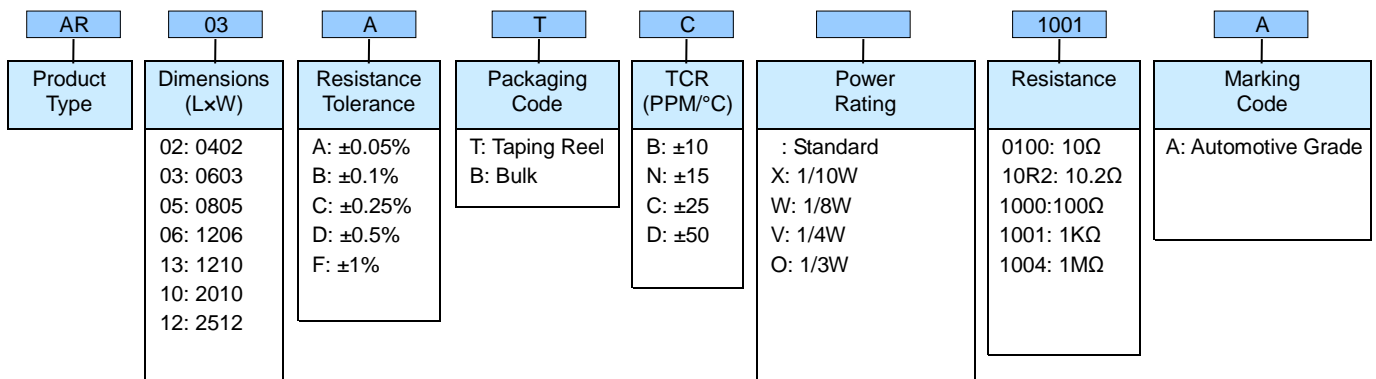 AR 03 A T C 1001 A
Product
Type
Dimensions
(L×W)
02: 0402
03: 0603
05: 0805
06: 1206
13: 1210
10: 2010
12: 2512
Resistance
Tolerance
A: ±0.05%
B: ±0.1%
C: ±0.25%
D: ±0.5%
F: ±1%
Packaging
Code
T: Taping Reel
B: Bulk
TCR
(PPM/°C)
B: ±10
N: ±15
C: ±25
D: ±50
Power
Rating
: Standard
X: 1/10W
W: 1/8W
V: 1/4W
O: 1/3W
Resistance
0100: 10Ω
10R2: 10.2Ω
1000:100Ω
1001: 1KΩ
1004: 1MΩ
Marking
Code
A: Automotive Grade